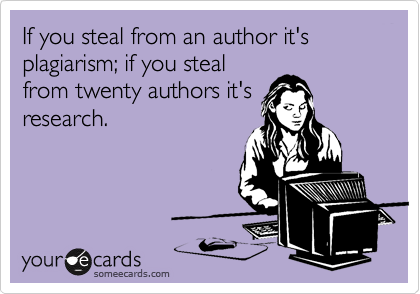 If you steal from an author it's
plagiarism; if you steal
from twenty authors it's
research.
your e cards
someecards.com